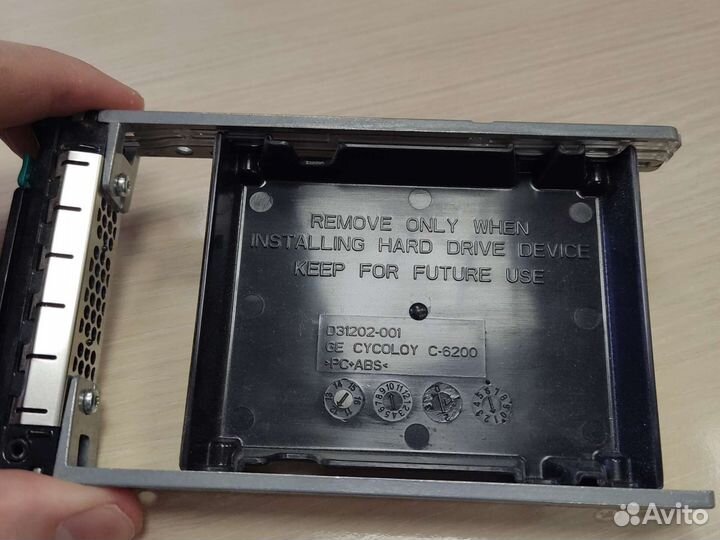 REMOVE ONLY WHEN
INSTALLING HARD DRIVE DEVICE
KEEP FOR FUTURE USE
D31202-001
GE CYCOLOY C-6200
>PC+ABS<
Avito